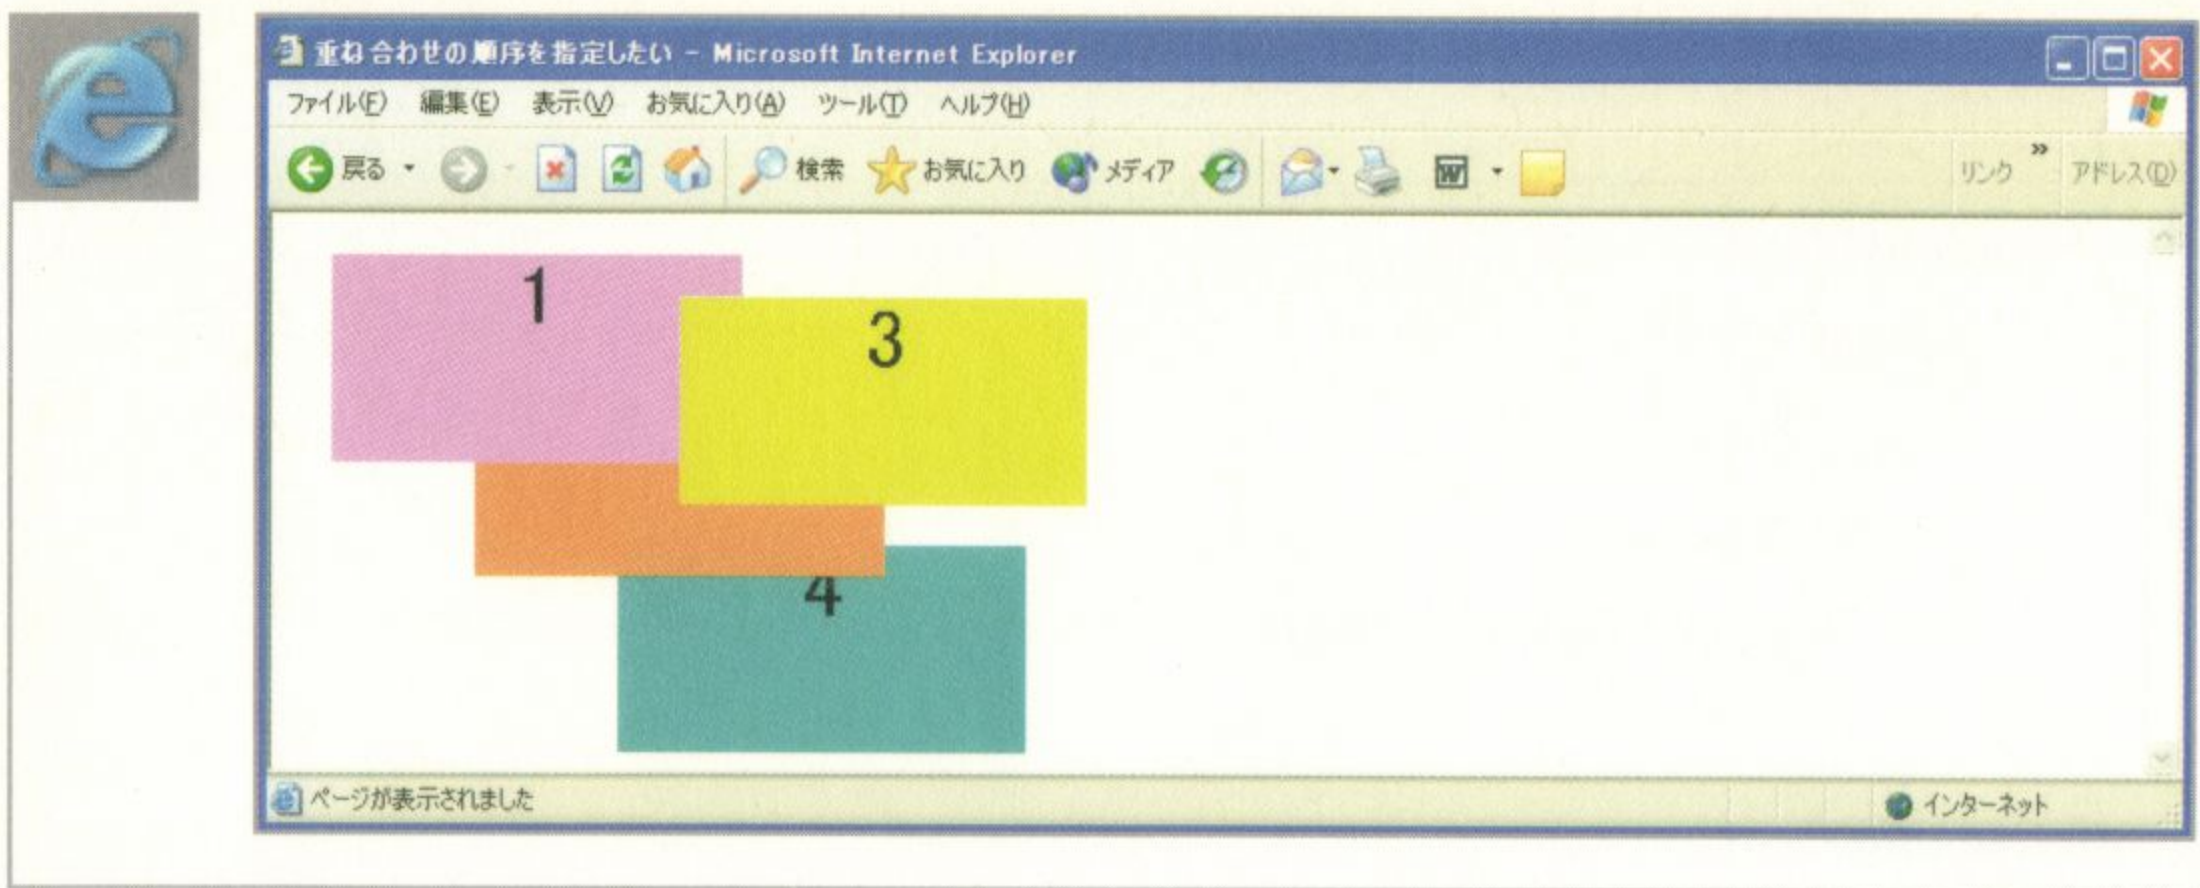 重ね合わせの順序を指定したい - Microsoft Internet Explorer
ファイル(F) 編集(E) 表示(V) お気に入り(A) ツール(T) ヘルプ(H)
戻る 検索 お気に入り メディア リンク » アドレス(D)
1
3
4
ページが表示されました インターネット